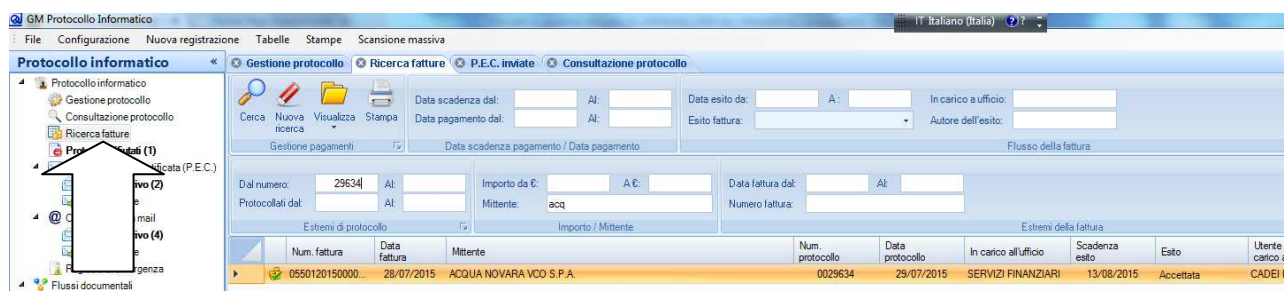 GM Protocollo Informatico
IT Italiano (Italia) ?
File Configurazione Nuova registrazione Tabelle Stampe Scansione massiva
Protocollo informatico «
Gestione protocollo Ricerca fatture P.E.C. inviate Consultazione protocollo
Protocollo informatico
Gestione protocollo
Consultazione protocollo
Ricerca fatture
(1)
(P.E.C.)
(2)
mail
(4)
Flussi documentali
Cerca Nuova ricerca Visualizza Stampa
Gestione pagamenti
Data scadenza dal: Al:
Data pagamento dal: Al:
Data scadenza pagamento / Data pagamento
Data esito da: A: In carico a ufficio:
Esito fattura: Autore dell'esito:
Flusso della fattura
Dal numero: 29634 Al:
Protocollati dal: Al:
Estremi di protocollo
Importo da €: A €:
Mittente: acq
Importo / Mittente
Data fattura dal: Al:
Numero fattura:
Estremi della fattura
Num. fattura Data fattura Mittente Num. protocollo Data protocollo In carico all'ufficio Scadenza esito Esito Utente carico
0550120150000... 28/07/2015 ACQUA NOVARA VCO S.P.A. 0029634 29/07/2015 SERVIZI FINANZIARI 13/08/2015 Accettata CADEI